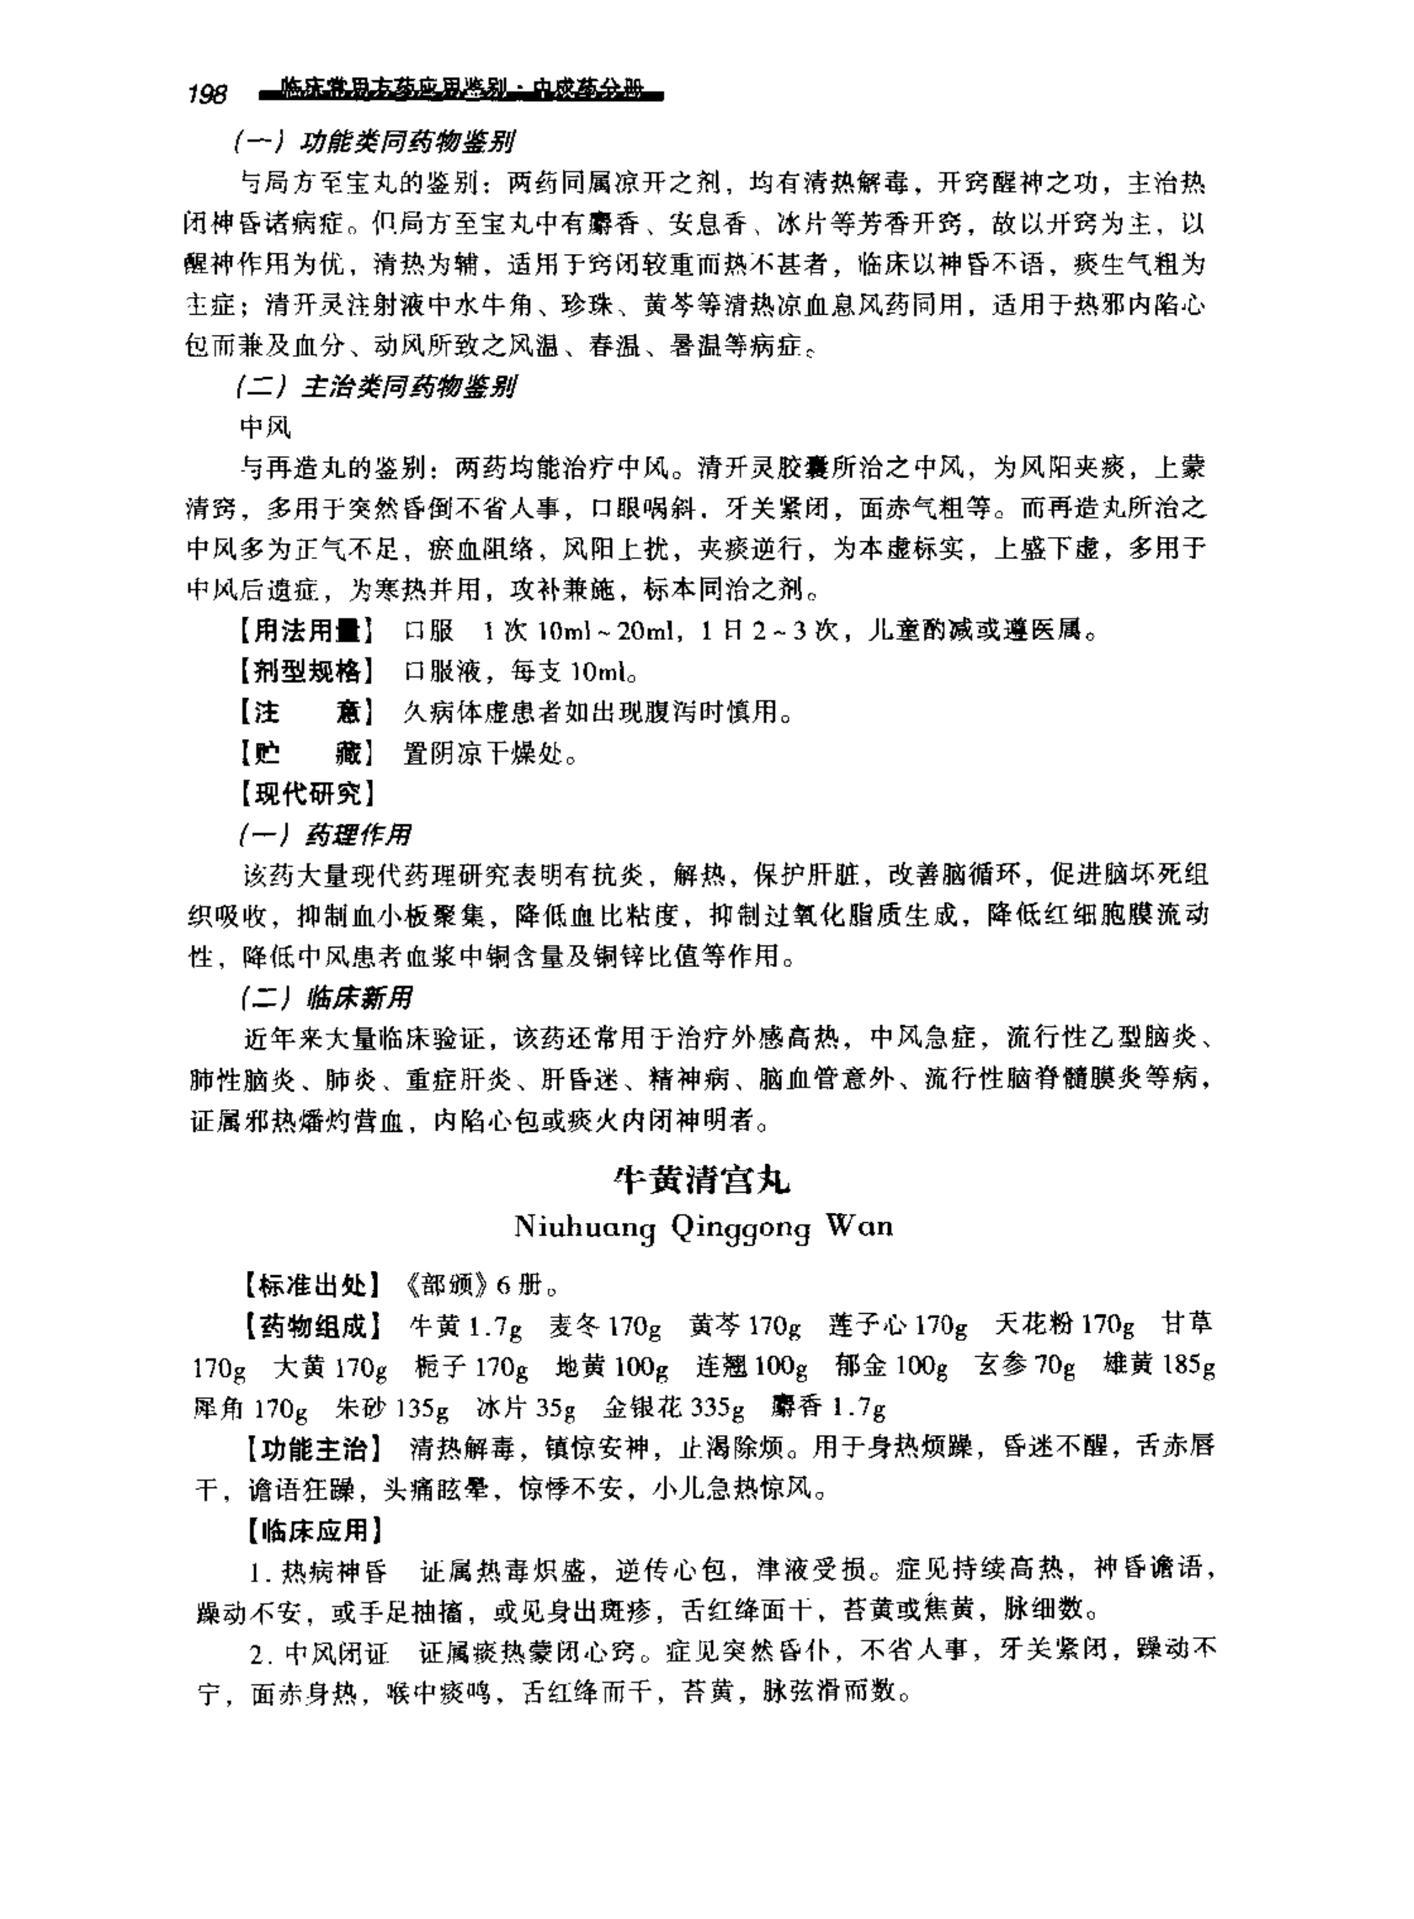 198 临床常用方药应用鉴别·中成药分册
(一) 功能类同药物鉴别
与局方至宝丸的鉴别：两药同属凉开之剂，均有清热解毒，开窍醒神之功，主治热
闭神昏诸病症。但局方至宝丸中有麝香、安息香、冰片等芳香开窍，故以开窍为主，以
醒神作用为优，清热为辅，适用于窍闭较重而热不甚者，临床以神昏不语，痰生气粗为
主症；清开灵注射液中水牛角、珍珠、黄芩等清热凉血息风药同用，适用于热邪内陷心
包而兼及血分、动风所致之风温、春温、暑温等病症。
(二) 主治类同药物鉴别
中风
与再造丸的鉴别：两药均能治疗中风。清开灵胶囊所治之中风，为风阳夹痰，上蒙
清窍，多用于突然昏倒不省人事，口眼㖞斜，牙关紧闭，面赤气粗等。而再造丸所治之
中风多为正气不足，瘀血阻络，风阳上扰，夹痰逆行，为本虚标实，上盛下虚，多用于
中风后遗症，为寒热并用，攻补兼施，标本同治之剂。
【用法用量】 口服 1次10ml~20ml，1日2~3次，儿童酌减或遵医属。
【剂型规格】 口服液，每支10ml。
【注 意】 久病体虚患者如出现腹泻时慎用。
【贮 藏】 置阴凉干燥处。
【现代研究】
(一) 药理作用
该药大量现代药理研究表明有抗炎，解热，保护肝脏，改善脑循环，促进脑坏死组
织吸收，抑制血小板聚集，降低血比粘度，抑制过氧化脂质生成，降低红细胞膜流动
性，降低中风患者血浆中铜含量及铜锌比值等作用。
(二) 临床新用
近年来大量临床验证，该药还常用于治疗外感高热，中风急症，流行性乙型脑炎、
肺性脑炎、肺炎、重症肝炎、肝昏迷、精神病、脑血管意外、流行性脑脊髓膜炎等病，
证属邪热燔灼营血，内陷心包或痰火内闭神明者。
牛黄清宫丸
Niuhuang Qinggong Wan
【标准出处】《部颁》6册。
【药物组成】 牛黄1.7g 麦冬170g 黄芩170g 莲子心170g 天花粉170g 甘草
170g 大黄170g 栀子170g 地黄100g 连翘100g 郁金100g 玄参70g 雄黄185g
犀角170g 朱砂135g 冰片35g 金银花335g 麝香1.7g
【功能主治】 清热解毒，镇惊安神，止渴除烦。用于身热烦躁，昏迷不醒，舌赤唇
干，谵语狂躁，头痛眩晕，惊悸不安，小儿急热惊风。
【临床应用】
1. 热病神昏 证属热毒炽盛，逆传心包，津液受损。症见持续高热，神昏谵语，
躁动不安，或手足抽搐，或见身出斑疹，舌红绛面干，苔黄或焦黄，脉细数。
2. 中风闭证 证属痰热蒙闭心窍。症见突然昏仆，不省人事，牙关紧闭，躁动不
宁，面赤身热，喉中痰鸣，舌红绛而干，苔黄，脉弦滑而数。